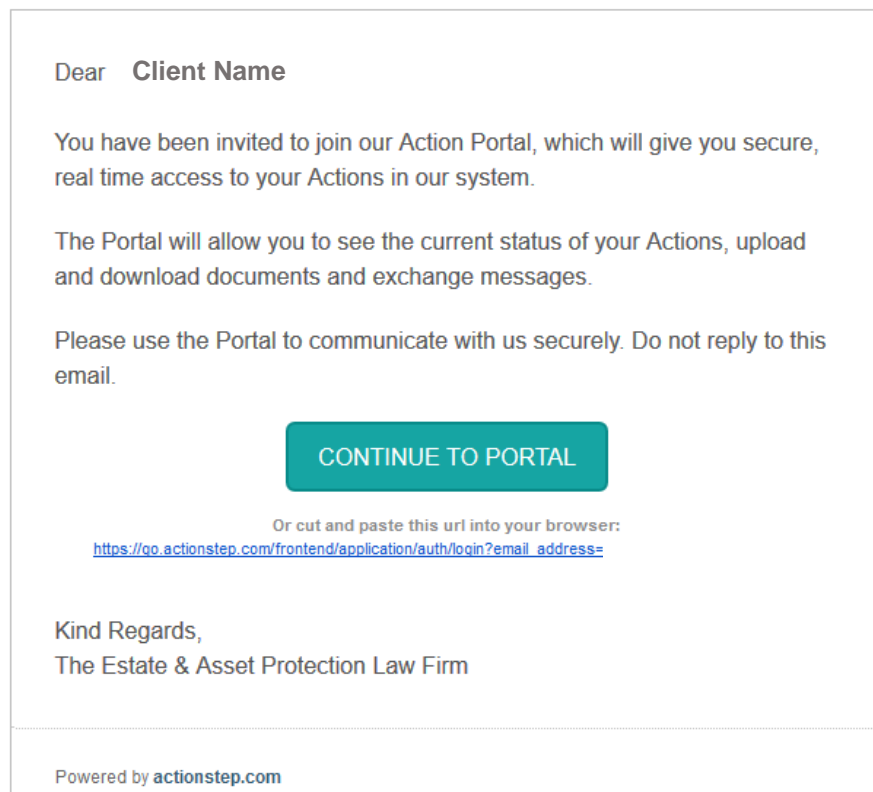 Dear Client Name
You have been invited to join our Action Portal, which will give you secure,
real time access to your Actions in our system.
The Portal will allow you to see the current status of your Actions, upload
and download documents and exchange messages.
Please use the Portal to communicate with us securely. Do not reply to this
email.
CONTINUE TO PORTAL
Or cut and paste this url into your browser:
https://go.actionstep.com/frontend/application/auth/login?email_address=
Kind Regards,
The Estate & Asset Protection Law Firm
Powered by actionstep.com